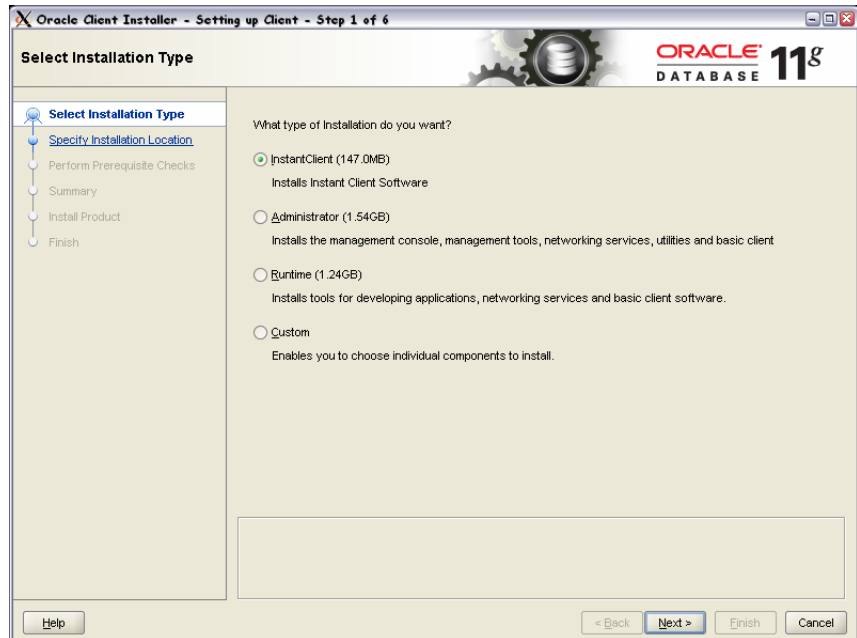 Oracle Client Installer - Setting up Client - Step 1 of 6
Select Installation Type
ORACLE DATABASE 11g
Select Installation Type
Specify Installation Location
Perform Prerequisite Checks
Summary
Install Product
Finish
What type of Installation do you want?
InstantClient (147.0MB)
Installs Instant Client Software
Administrator (1.54GB)
Installs the management console, management tools, networking services, utilities and basic client
Runtime (1.24GB)
Installs tools for developing applications, networking services and basic client software.
Custom
Enables you to choose individual components to install.
Help
< Back
Next >
Finish
Cancel